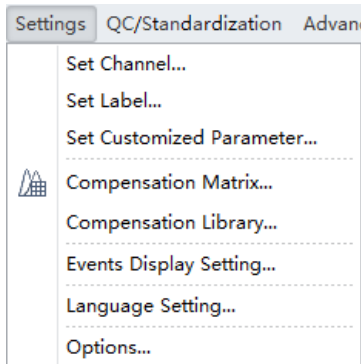 Settings QC/Standardization Advan
Set Channel...
Set Label...
Set Customized Parameter...
Compensation Matrix...
Compensation Library...
Events Display Setting...
Language Setting...
Options...